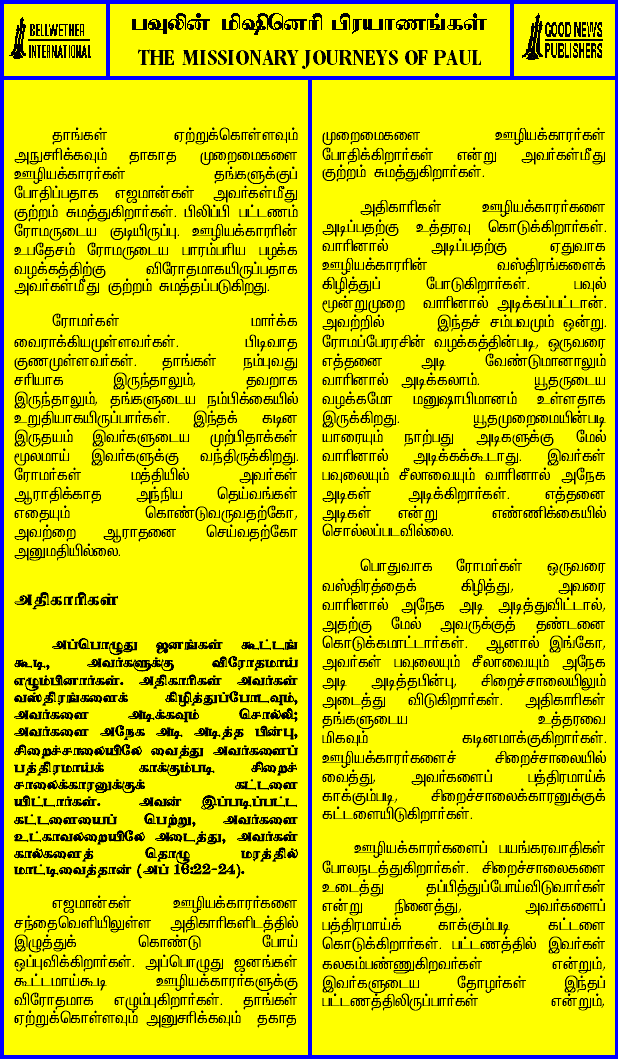 BELLWETHER
INTERNATIONAL
பவுலின் மிஷினெரி பிரயாணங்கள்
THE MISSIONARY JOURNEYS OF PAUL
GOOD NEWS
PUBLISHERS
தாங்கள் ஏற்றுக்கொள்ளவும்
அநுசரிக்கவும் தாகாத முறைமைகளை
ஊழியக்காரர்கள் தங்களுக்குப்
போதிப்பதாக எஜமான்கள் அவர்கள்மீது
குற்றம் சுமத்துகிறார்கள். பிலிப்பி பட்டணம்
ரோமருடைய குடியிருப்பு. ஊழியக்காரரின்
உபதேசம் ரோமருடைய பாரம்பரிய பழக்க
வழக்கத்திற்கு விரோதமாகயிருப்பதாக
அவர்கள்மீது குற்றம் சுமத்தப்படுகிறது.
ரோமர்கள் மார்க்க
வைராக்கியமுள்ளவர்கள். பிடிவாத
குணமுள்ளவர்கள். தாங்கள் நம்புவது
சரியாக இருந்தாலும், தவறாக
இருந்தாலும், தங்களுடைய நம்பிக்கையில்
உறுதியாகயிருப்பார்கள். இந்தக் கடின
இருதயம் இவர்களுடைய முற்பிதாக்கள்
மூலமாய் இவர்களுக்கு வந்திருக்கிறது.
ரோமர்கள் மத்தியில் அவர்கள்
ஆராதிக்காத அந்நிய தெய்வங்கள்
எதையும் கொண்டுவருவதற்கோ,
அவற்றை ஆராதனை செய்வதற்கோ
அனுமதியில்லை.
அதிகாரிகள்
அப்பொழுது ஜனங்கள் கூட்டங்
கூடி, அவர்களுக்கு விரோதமாய்
எழும்பினார்கள். அதிகாரிகள் அவர்கள்
வஸ்திரங்களைக் கிழித்துப்போடவும்,
அவர்களை அடிக்கவும் சொல்லி;
அவர்களை அநேக அடி அடித்த பின்பு,
சிறைச்சாலையிலே வைத்து அவர்களைப்
பத்திரமாய்க் காக்கும்படி சிறைச்
சாலைக்காரனுக்குக் கட்டளை
யிட்டார்கள். அவன் இப்படிப்பட்ட
கட்டளையைப் பெற்று, அவர்களை
உட்காவலறையிலே அடைத்து, அவர்கள்
கால்களைத் தொழு மரத்தில்
மாட்டிவைத்தான் (அப் 16:22-24).
எஜமான்கள் ஊழியக்காரர்களை
சந்தைவெளியிலுள்ள அதிகாரிகளிடத்தில்
இழுத்துக் கொண்டு போய்
ஒப்புவிக்கிறார்கள். அப்பொழுது ஜனங்கள்
கூட்டமாய்கூடி ஊழியக்காரர்களுக்கு
விரோதமாக எழும்புகிறார்கள். தாங்கள்
ஏற்றுக்கொள்ளவும் அனுசரிக்கவும் தகாத
முறைமைகளை ஊழியக்காரர்கள்
போதிக்கிறார்கள் என்று அவர்கள்மீது
குற்றம் சுமத்துகிறார்கள்.
அதிகாரிகள் ஊழியக்காரர்களை
அடிப்பதற்கு உத்தரவு கொடுக்கிறார்கள்.
வாரினால் அடிப்பதற்கு ஏதுவாக
ஊழியக்காரரின் வஸ்திரங்களைக்
கிழித்துப் போடுகிறார்கள். பவுல்
மூன்றுமுறை வாரினால் அடிக்கப்பட்டான்.
அவற்றில் இந்தச் சம்பவமும் ஒன்று.
ரோமப்பேரரசின் வழக்கத்தின்படி, ஒருவரை
எத்தனை அடி வேண்டுமானாலும்
வாரினால் அடிக்கலாம். யூதருடைய
வழக்கமோ மனுஷாபிமானம் உள்ளதாக
இருக்கிறது. யூதமுறைமையின்படி
யாரையும் நாற்பது அடிகளுக்கு மேல்
வாரினால் அடிக்கக்கூடாது. இவர்கள்
பவுலையும் சீலாவையும் வாரினால் அநேக
அடிகள் அடிக்கிறார்கள். எத்தனை
அடிகள் என்று எண்ணிக்கையில்
சொல்லப்படவில்லை.
பொதுவாக ரோமர்கள் ஒருவரை
வஸ்திரத்தைக் கிழித்து, அவரை
வாரினால் அநேக அடி அடித்துவிட்டால்,
அதற்கு மேல் அவருக்குத் தண்டனை
கொடுக்கமாட்டார்கள். ஆனால் இங்கோ,
அவர்கள் பவுலையும் சீலாவையும் அநேக
அடி அடித்தபின்பு, சிறைச்சாலையிலும்
அடைத்து விடுகிறார்கள். அதிகாரிகள்
தங்களுடைய உத்தரவை
மிகவும் கடினமாக்குகிறார்கள்.
ஊழியக்காரர்களைச் சிறைச்சாலையில்
வைத்து, அவர்களைப் பத்திரமாய்க்
காக்கும்படி, சிறைச்சாலைக்காரனுக்குக்
கட்டளையிடுகிறார்கள்.
ஊழியக்காரர்களைப் பயங்கரவாதிகள்
போலநடத்துகிறார்கள். சிறைச்சாலைகளை
உடைத்து தப்பித்துப்போய்விடுவார்கள்
என்று நினைத்து, அவர்களைப்
பத்திரமாய்க் காக்கும்படி கட்டளை
கொடுக்கிறார்கள். பட்டணத்தில் இவர்கள்
கலகம்பண்ணுகிறவர்கள் என்றும்,
இவர்களுடைய தோழர்கள் இந்தப்
பட்டணத்திலிருப்பார்கள் என்றும்,